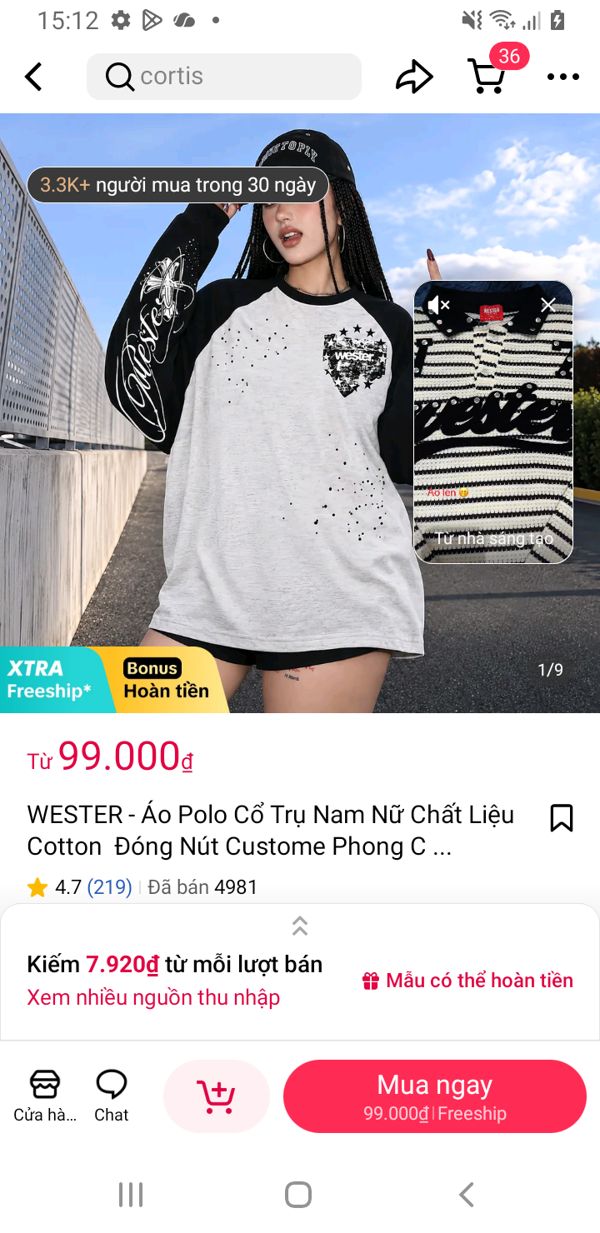 15:12
36
cortis
3.3K+ người mua trong 30 ngày
WESTER
wester
Wester
wester
Áo len
Từ nhà sáng tạo
XTRA
Freeship*
Bonus
Hoàn tiền
1/9
Từ 99.000₫
WESTER - Áo Polo Cổ Trụ Nam Nữ Chất Liệu
Cotton Đóng Nút Custome Phong C ...
4.7 (219) Đã bán 4981
Kiếm 7.920₫ từ mỗi lượt bán
Xem nhiều nguồn thu nhập
Mẫu có thể hoàn tiền
Mua ngay
99.000₫ Freeship
Cửa hà...
Chat